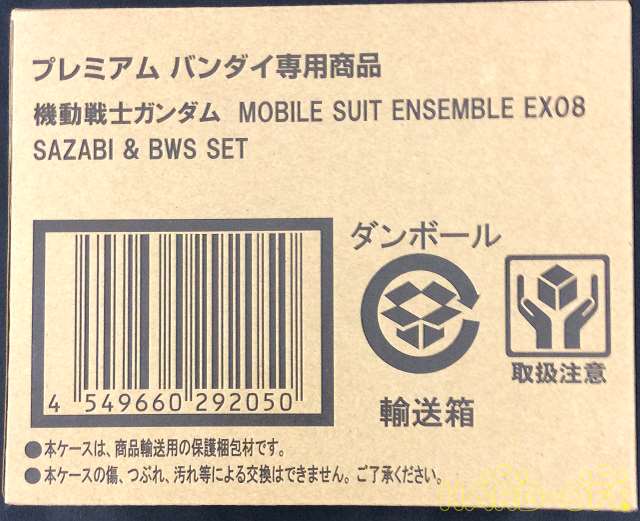 プレミアム バンダイ専用商品
機動戦士ガンダム MOBILE SUIT ENSEMBLE EX08
SAZABI & BWS SET
ダンボール
4 549660 292050
輸送箱
取扱注意
●本ケースは、商品輸送用の保護梱包材です。
●本ケースの傷、つぶれ、汚れ等による交換はできません。ご了承ください。